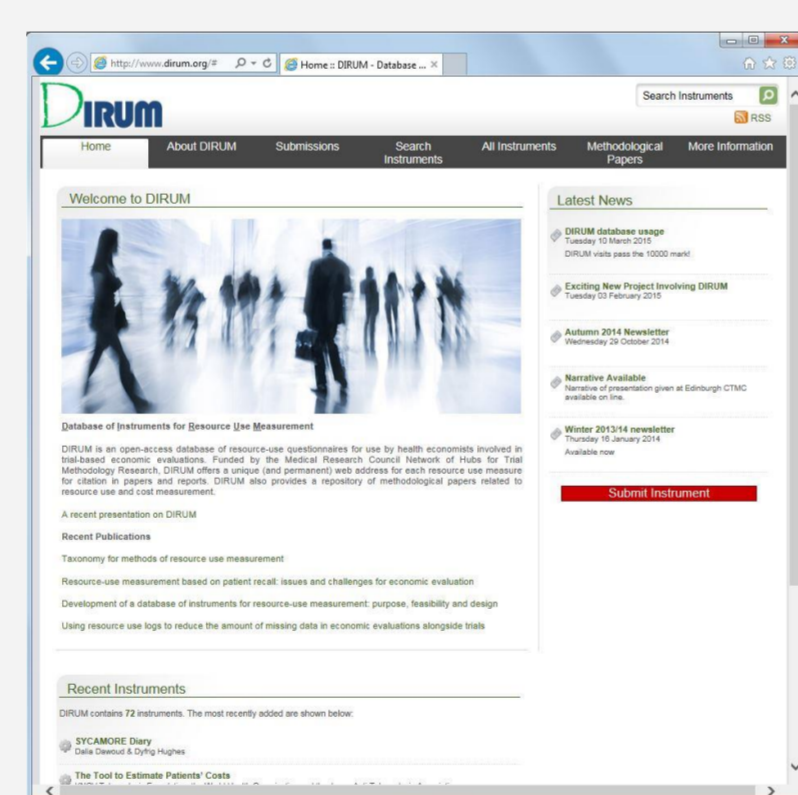 http://www.dirum.org/#
Home :: DIRUM - Database ...
DIRUM
Search Instruments
RSS
Home
About DIRUM
Submissions
Search
Instruments
All Instruments
Methodological
Papers
More Information
Welcome to DIRUM
Database of Instruments for Resource Use Measurement
DIRUM is an open-access database of resource-use questionnaires for use by health economists involved in
trial-based economic evaluations. Funded by the Medical Research Council Network of Hubs for Trial
Methodology Research, DIRUM offers a unique (and permanent) web address for each resource use measure
for citation in papers and reports. DIRUM also provides a repository of methodological papers related to
resource use and cost measurement.
A recent presentation on DIRUM
Recent Publications
Taxonomy for methods of resource use measurement
Resource-use measurement based on patient recall: issues and challenges for economic evaluation
Development of a database of instruments for resource-use measurement: purpose, feasibility and design
Using resource use logs to reduce the amount of missing data in economic evaluations alongside trials
Latest News
DIRUM database usage
Tuesday 10 March 2015
DIRUM visits pass the 10000 mark!
Exciting New Project Involving DIRUM
Tuesday 03 February 2015
Autumn 2014 Newsletter
Wednesday 29 October 2014
Narrative Available
Narrative of presentation given at Edinburgh CTMC
available on line.
Winter 2013/14 newsletter
Thursday 16 January 2014
Available now
Submit Instrument
Recent Instruments
DIRUM contains 72 instruments. The most recently added are shown below:
SYCAMORE Diary
Dalia Dawoud & Dyfrig Hughes
The Tool to Estimate Patients' Costs